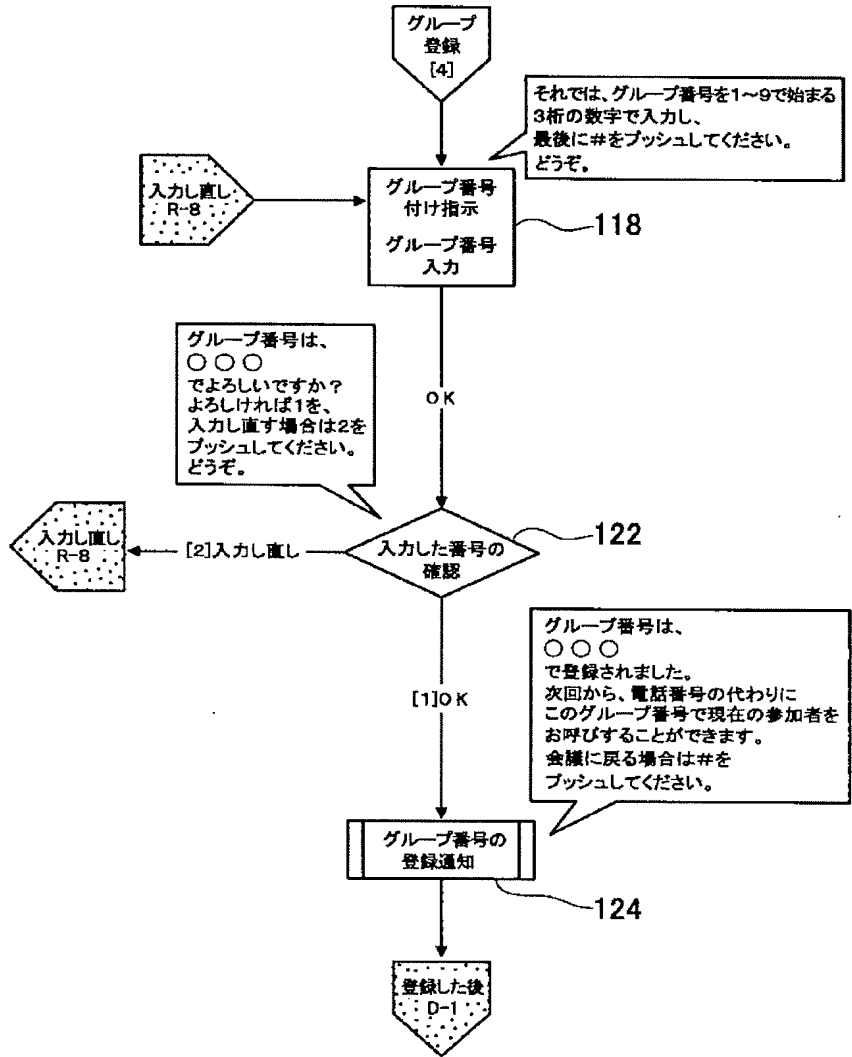 グループ
登録
[4]
それでは、グループ番号を1～9で始まる
3桁の数字で入力し、
最後に＃をプッシュしてください。
どうぞ。
入力し直し
R-8
グループ番号
付け指示
グループ番号
入力
118
グループ番号は、
○ ○ ○
でよろしいですか？
よろしければ1を、
入力し直す場合は2を
プッシュしてください。
どうぞ。
OK
入力した番号の
確認
122
[2]入力し直し
入力し直し
R-8
[1]OK
グループ番号は、
○ ○ ○
で登録されました。
次回から、電話番号の代わりに
このグループ番号で現在の参加者を
お呼びすることができます。
会議に戻る場合は＃を
プッシュしてください。
グループ番号の
登録通知
124
登録した後
D-1